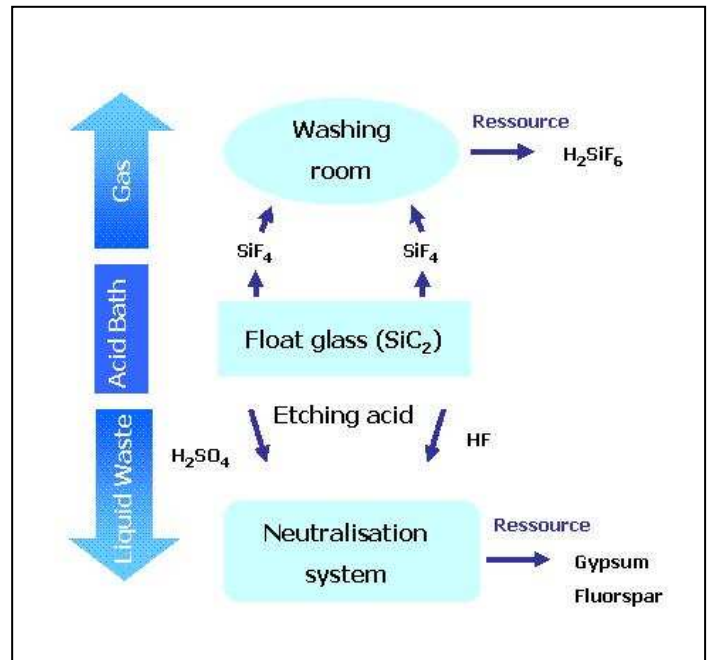 Gas
Acid Bath
Liquid Waste
Washing
room
Ressource
H₂SiF₆
SiF₄
SiF₄
Float glass (SiC₂)
Etching acid
H₂SO₄
HF
Neutralisation
system
Ressource
Gypsum
Fluorspar